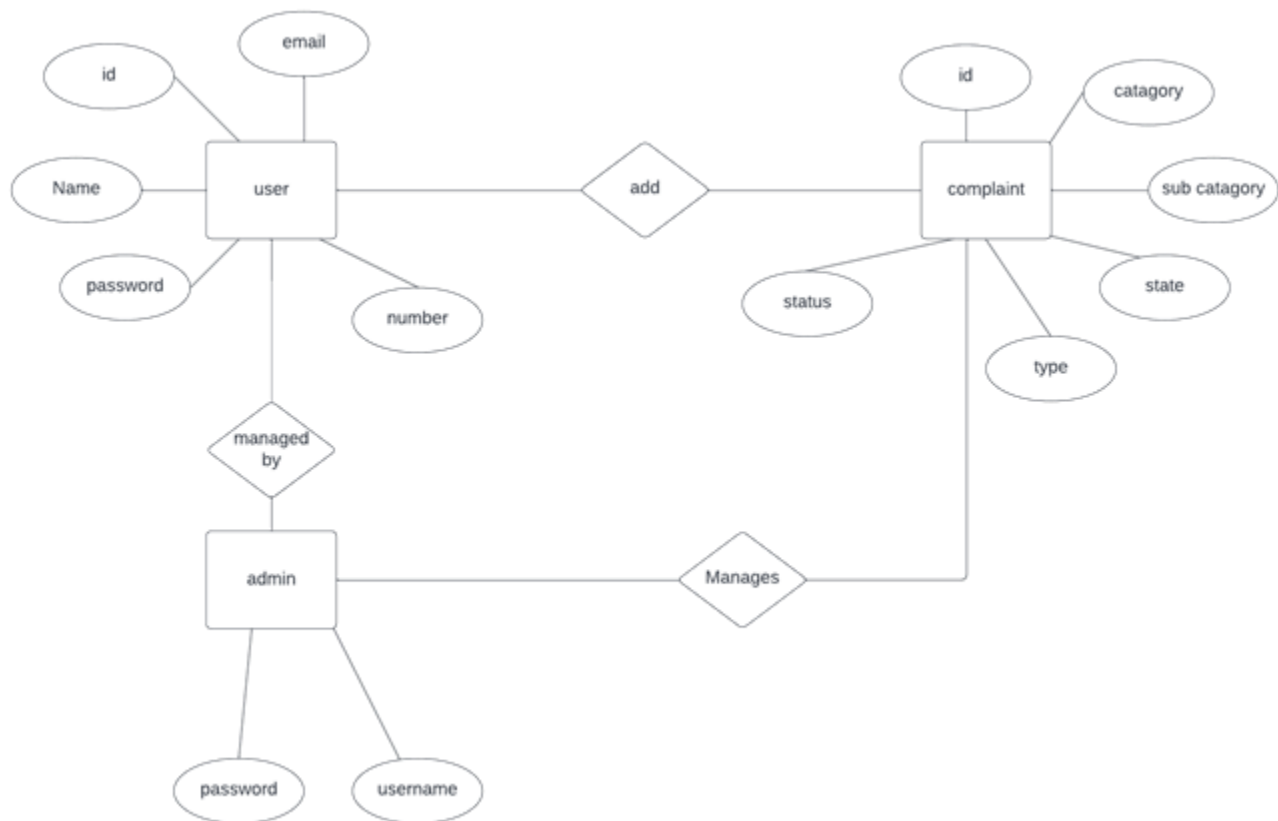 email
id
id
catagory
Name
user
add
complaint
sub catagory
password
number
status
state
type
managed
by
admin
Manages
password
username